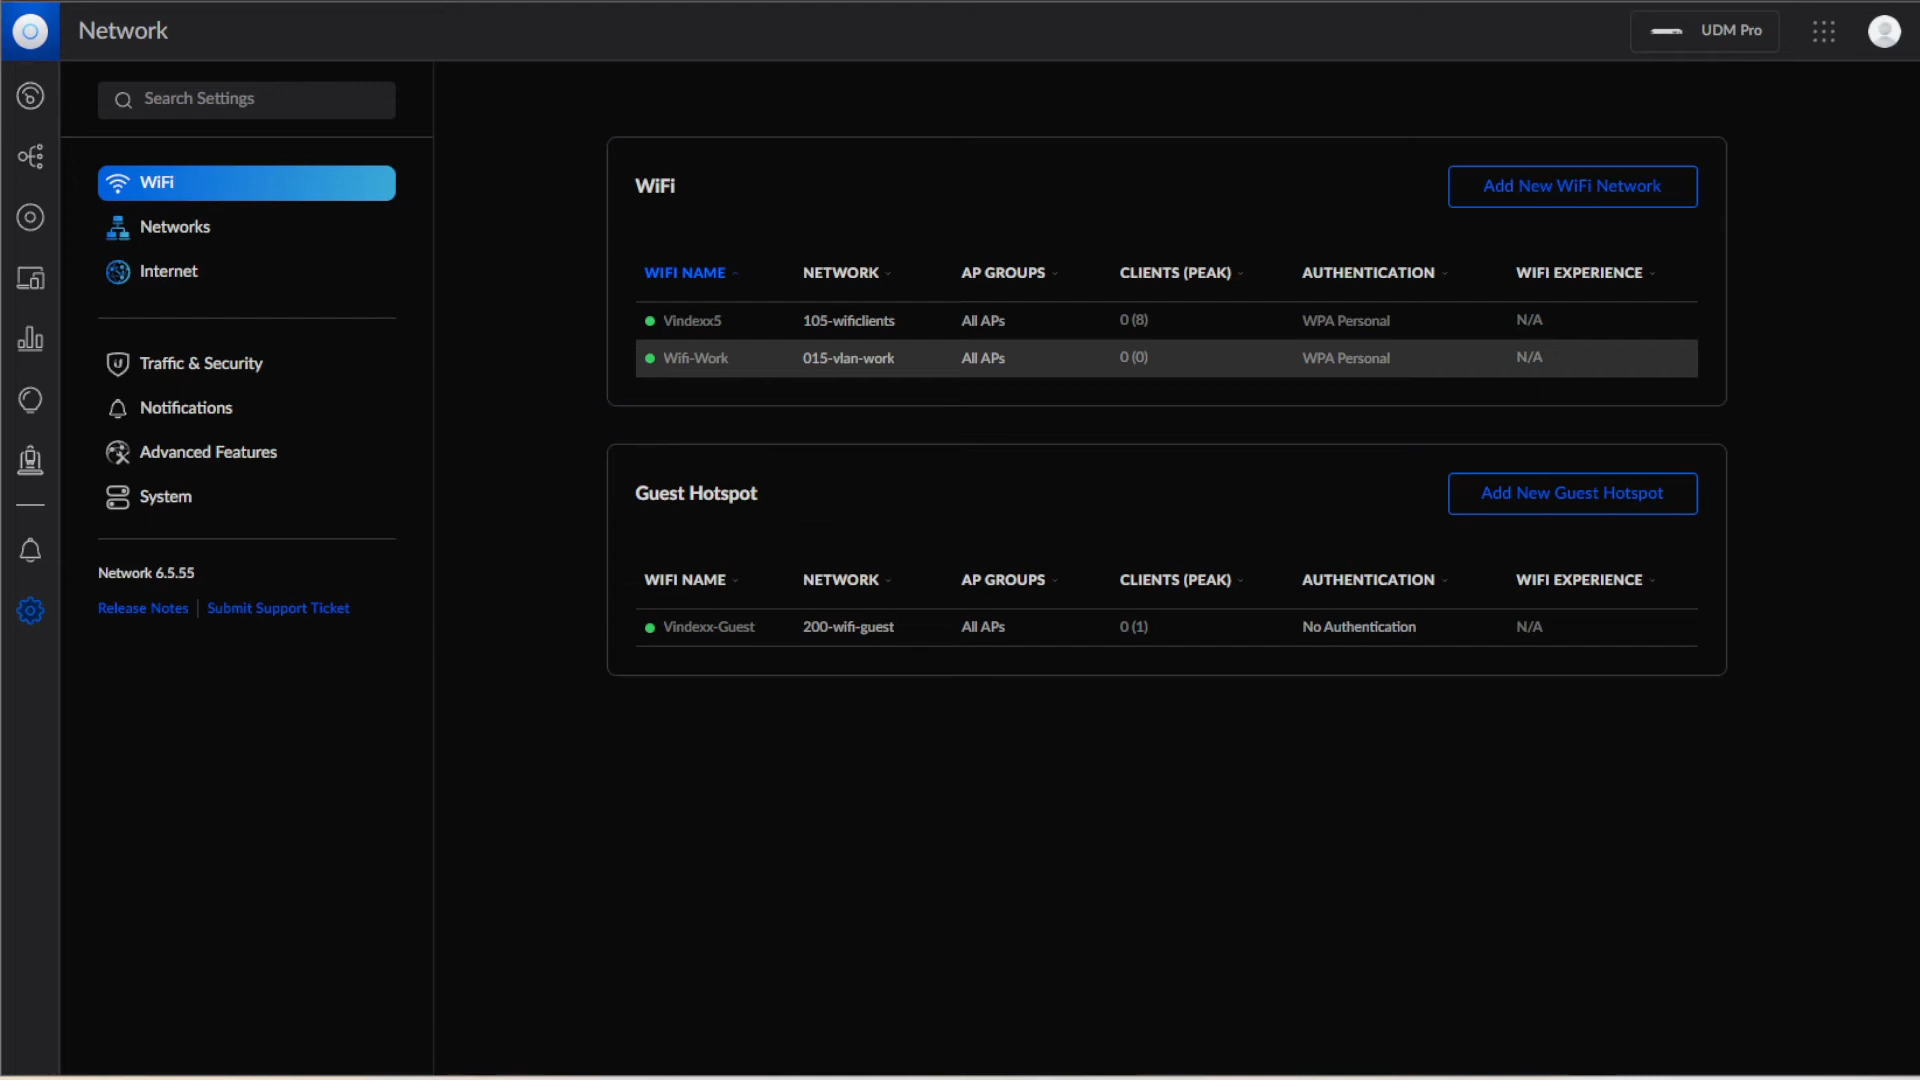 Network
UDM Pro
Search Settings
WiFi
Networks
Internet
Traffic & Security
Notifications
Advanced Features
System
Network 6.5.55
Release Notes | Submit Support Ticket
WiFi
Add New WiFi Network
WIFI NAME NETWORK AP GROUPS CLIENTS (PEAK) AUTHENTICATION WIFI EXPERIENCE
Vindexx5 105-wificlients All APs 0 (8) WPA Personal N/A
Wifi-Work 015-vlan-work All APs 0 (0) WPA Personal N/A
Guest Hotspot
Add New Guest Hotspot
WIFI NAME NETWORK AP GROUPS CLIENTS (PEAK) AUTHENTICATION WIFI EXPERIENCE
Vindexx-Guest 200-wifi-guest All APs 0 (1) No Authentication N/A